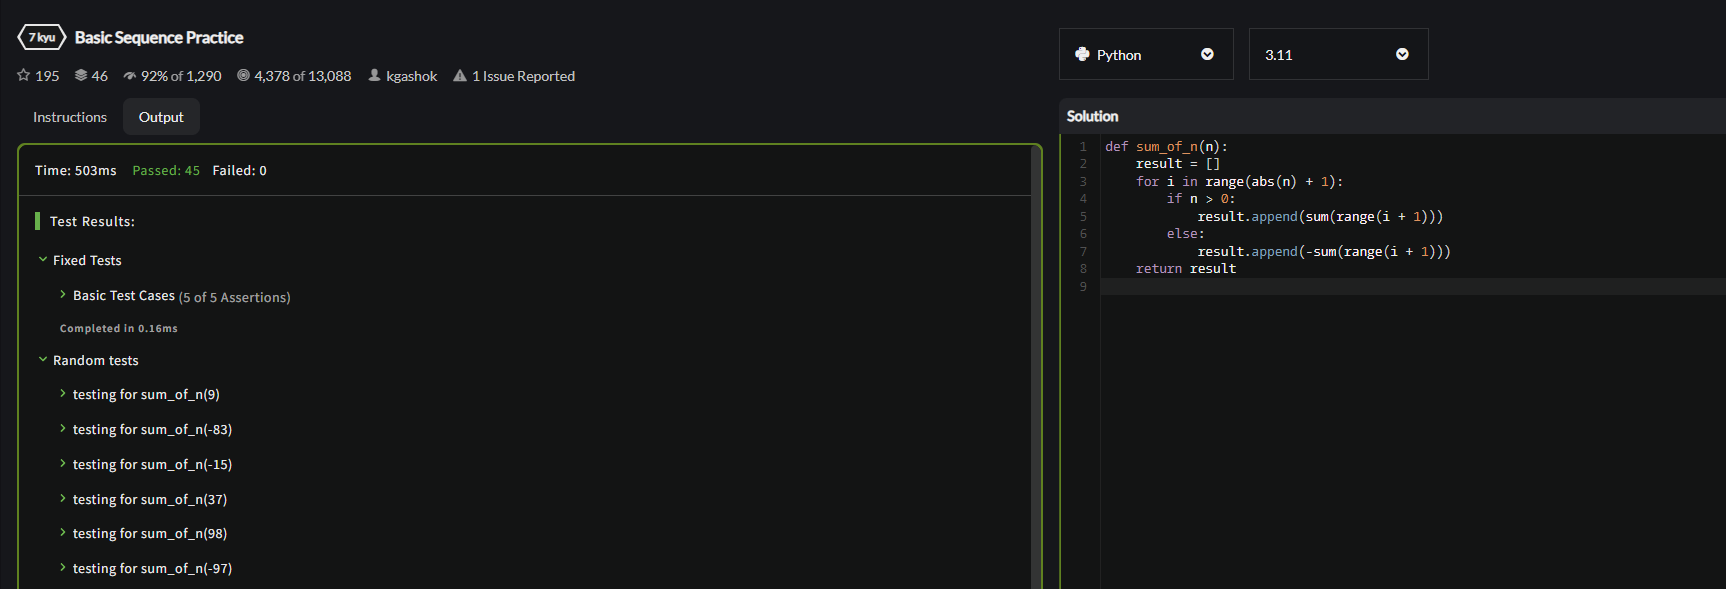 7 kyu Basic Sequence Practice
195 46 92% of 1,290 4,378 of 13,088 kgashok 1 Issue Reported
Instructions Output
Time: 503ms Passed: 45 Failed: 0
Test Results:
Fixed Tests
Basic Test Cases (5 of 5 Assertions)
Completed in 0.16ms
Random tests
testing for sum_of_n(9)
testing for sum_of_n(-83)
testing for sum_of_n(-15)
testing for sum_of_n(37)
testing for sum_of_n(98)
testing for sum_of_n(-97)
Python 3.11
Solution
1 def sum_of_n(n):
2     result = []
3     for i in range(abs(n) + 1):
4         if n > 0:
5             result.append(sum(range(i + 1)))
6         else:
7             result.append(-sum(range(i + 1)))
8     return result
9